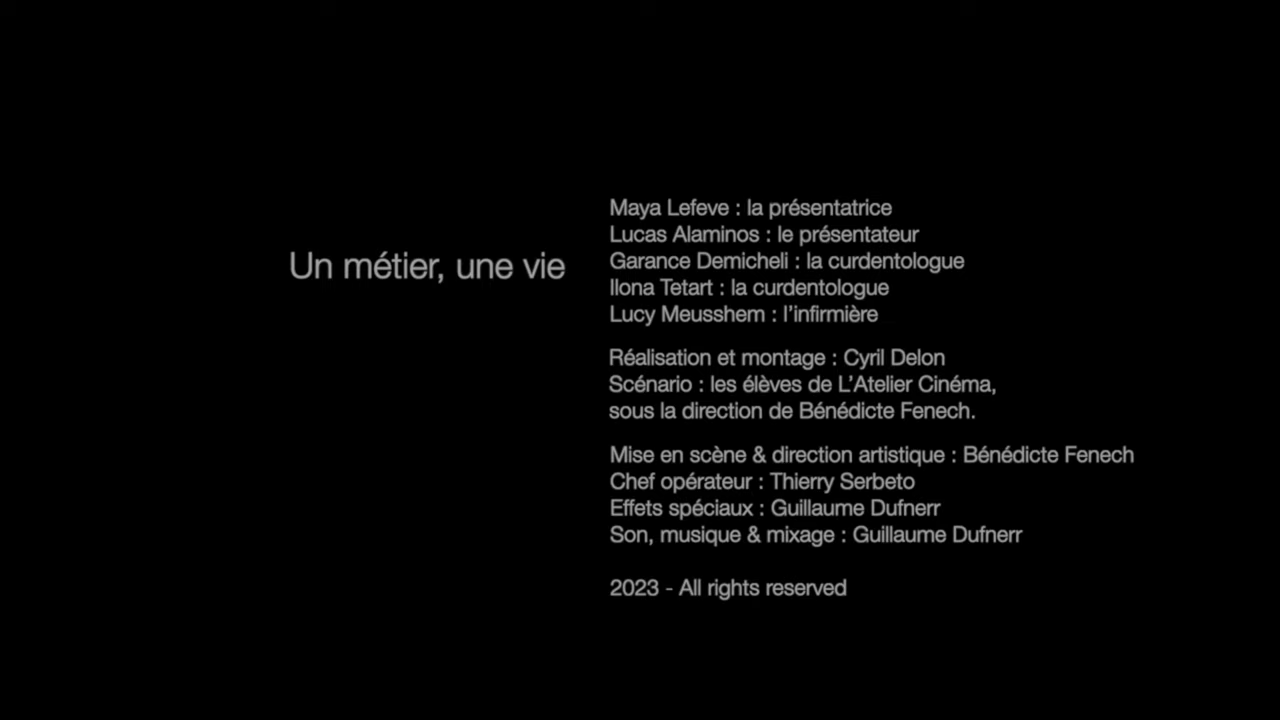 Un métier, une vie
Maya Lefeve : la présentatrice
Lucas Alaminos : le présentateur
Garance Demicheli : la curdentologue
Ilona Tetart : la curdentologue
Lucy Meusshem : l’infirmière
Réalisation et montage : Cyril Delon
Scénario : les élèves de L’Atelier Cinéma,
sous la direction de Bénédicte Fenech.
Mise en scène & direction artistique : Bénédicte Fenech
Chef opérateur : Thierry Serbeto
Effets spéciaux : Guillaume Dufnerr
Son, musique & mixage : Guillaume Dufnerr
2023 - All rights reserved